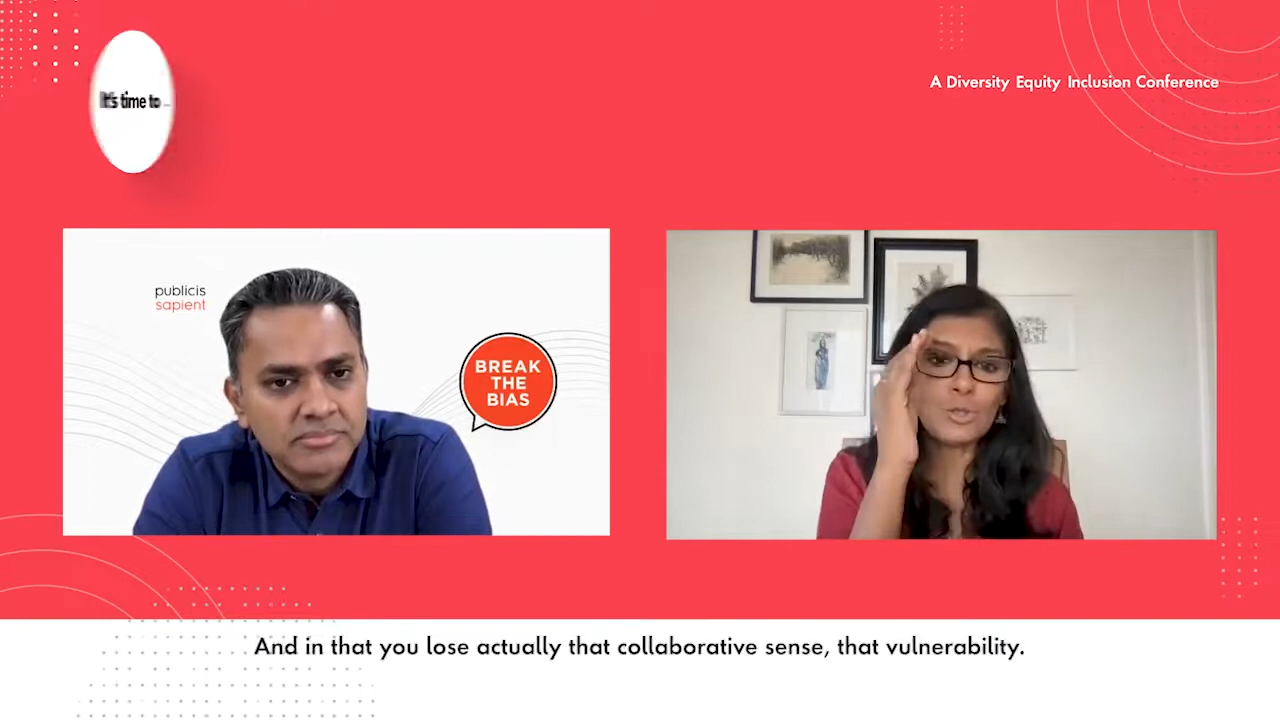 It's time to ...
A Diversity Equity Inclusion Conference
publicis
sapient
BREAK
THE
BIAS
And in that you lose actually that collaborative sense, that vulnerability.